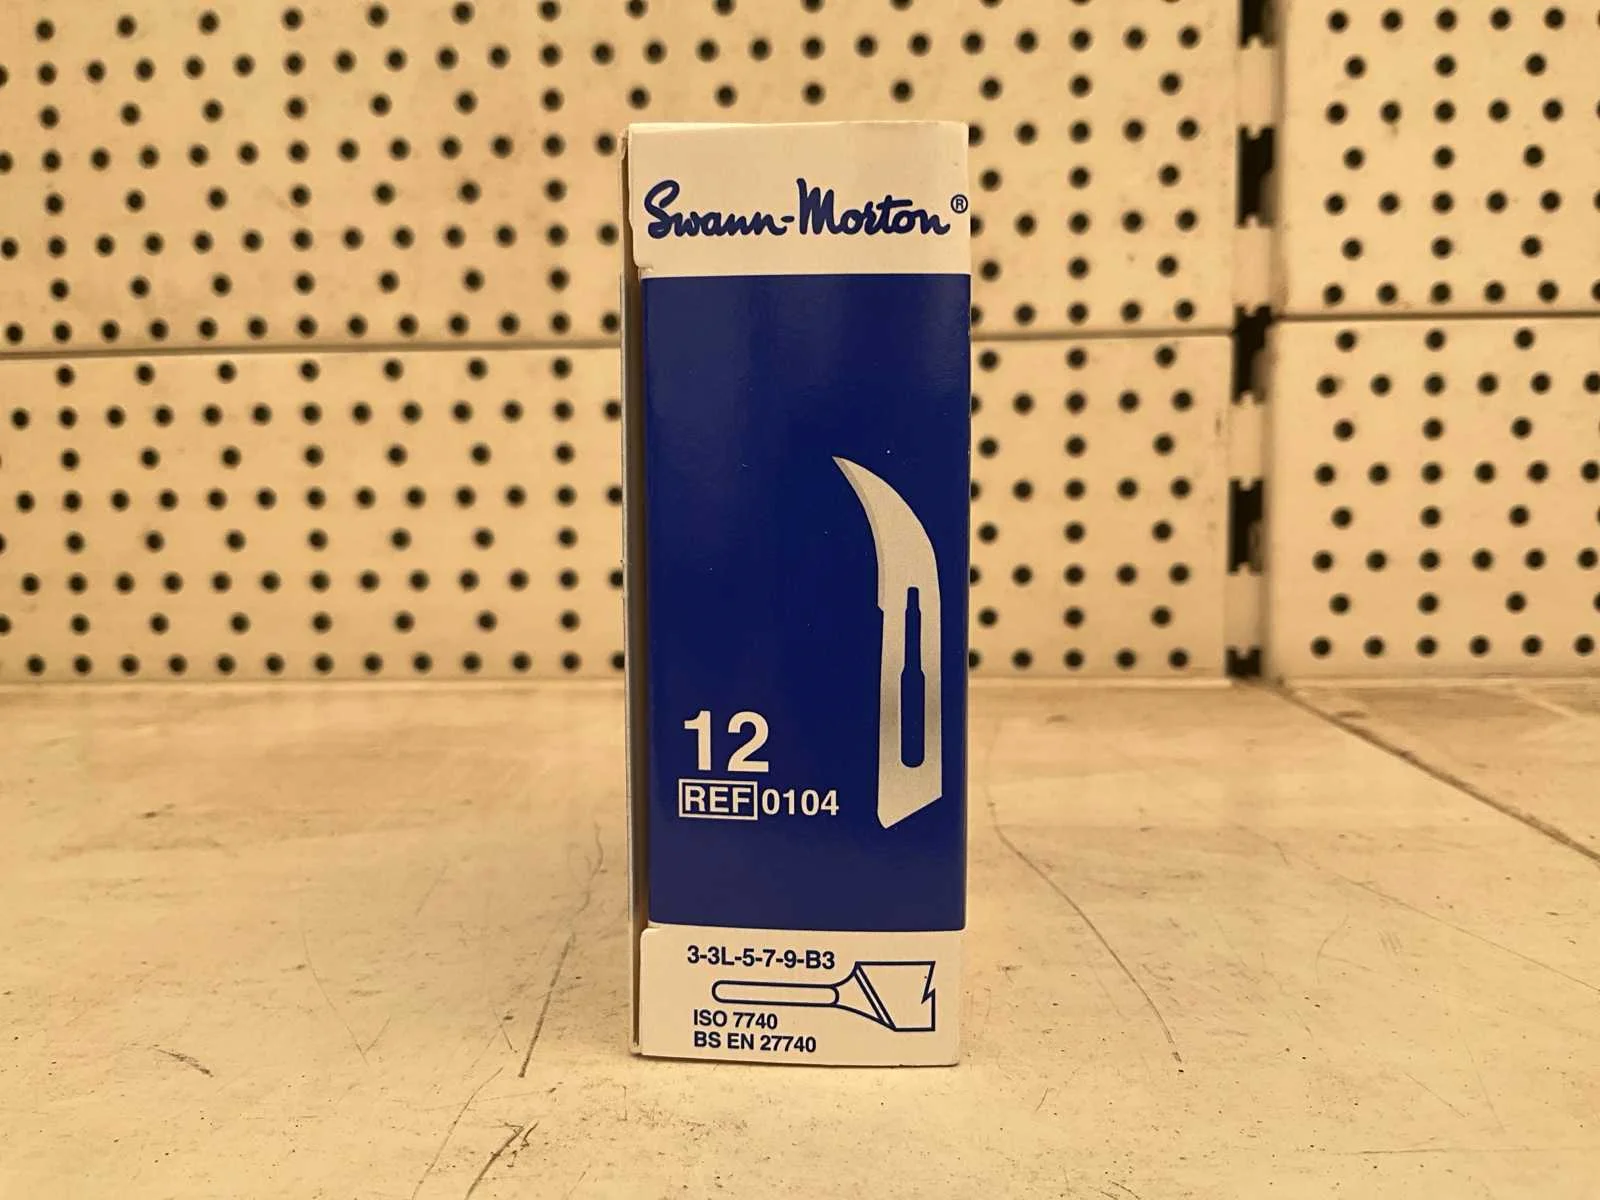 Swann-Morton®
12
REF 0104
3-3L-5-7-9-B3
ISO 7740
BS EN 27740